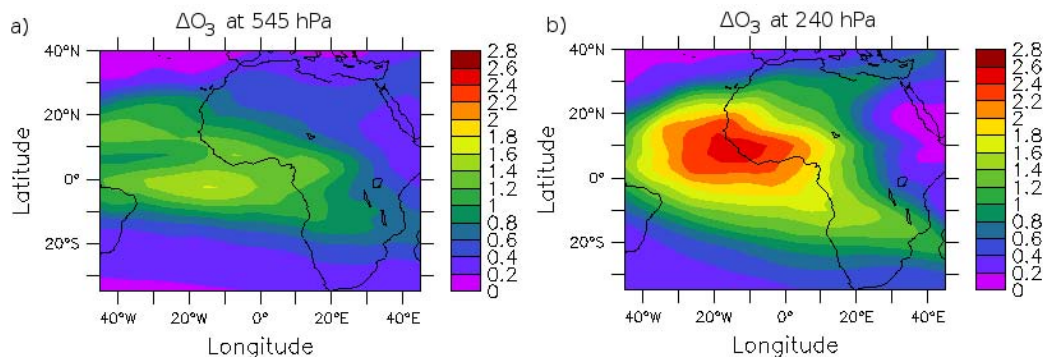 a)
ΔO₃ at 545 hPa
40°N
20°N
0°
20°S
Latitude
40°W
20°W
0°
20°E
40°E
Longitude
2.8
2.6
2.4
2.2
2
1.8
1.6
1.4
1.2
1
0.8
0.6
0.4
0.2
0
b)
ΔO₃ at 240 hPa
40°N
20°N
0°
20°S
Latitude
40°W
20°W
0°
20°E
40°E
Longitude
2.8
2.6
2.4
2.2
2
1.8
1.6
1.4
1.2
1
0.8
0.6
0.4
0.2
0